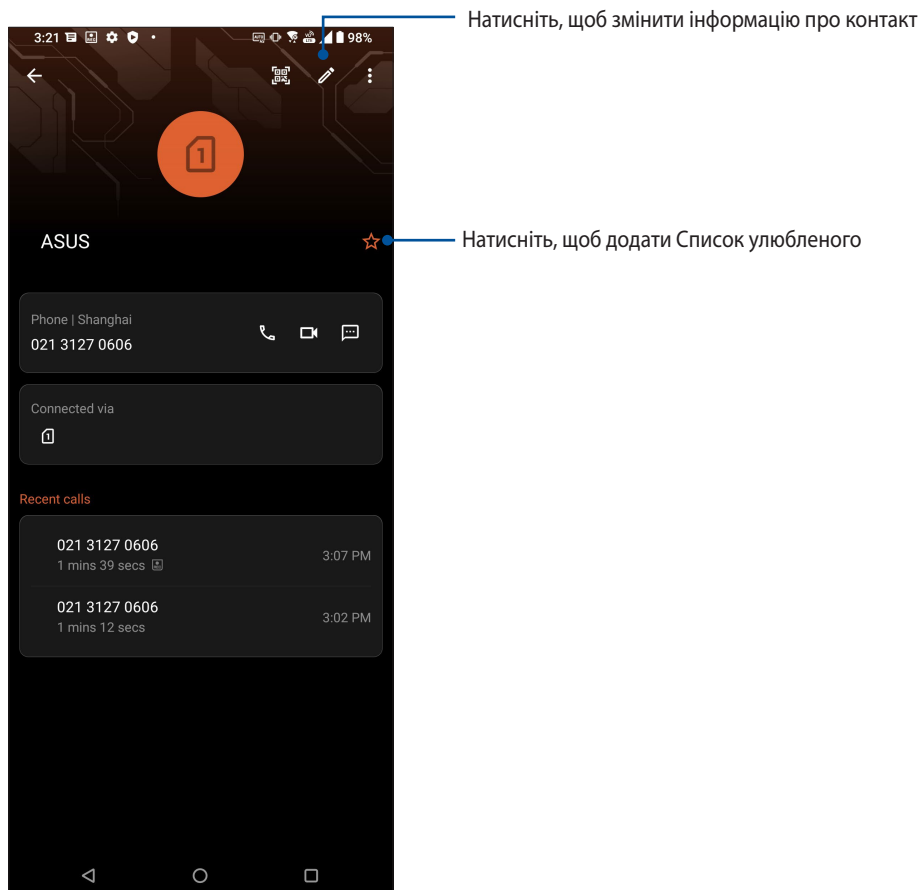 Натисніть, щоб змінити інформацію про контакт
3:21 98%
1
ASUS
Натисніть, щоб додати Список улюбленого
Phone | Shanghai
021 3127 0606
Connected via
1
Recent calls
021 3127 0606
1 mins 39 secs
3:07 PM
021 3127 0606
1 mins 12 secs
3:02 PM